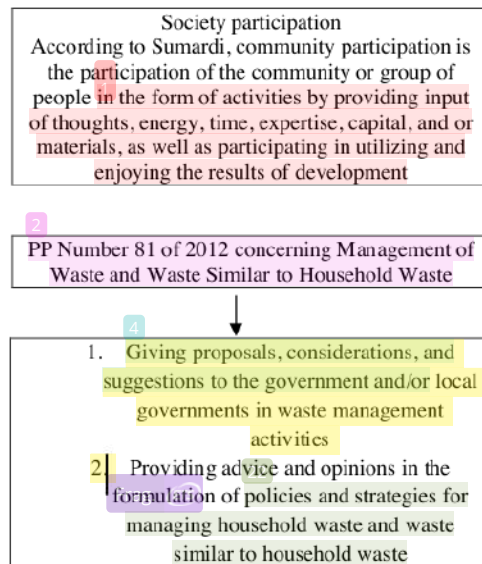 Society participation
According to Sumardi, community participation is
the participation of the community or group of
people in the form of activities by providing input
of thoughts, energy, time, expertise, capital, and or
materials, as well as participating in utilizing and
enjoying the results of development
2
PP Number 81 of 2012 concerning Management of
Waste and Waste Similar to Household Waste
4
1. Giving proposals, considerations, and
suggestions to the government and/or local
governments in waste management
activities
2. Providing advice and opinions in the
formulation of policies and strategies for
managing household waste and waste
similar to household waste